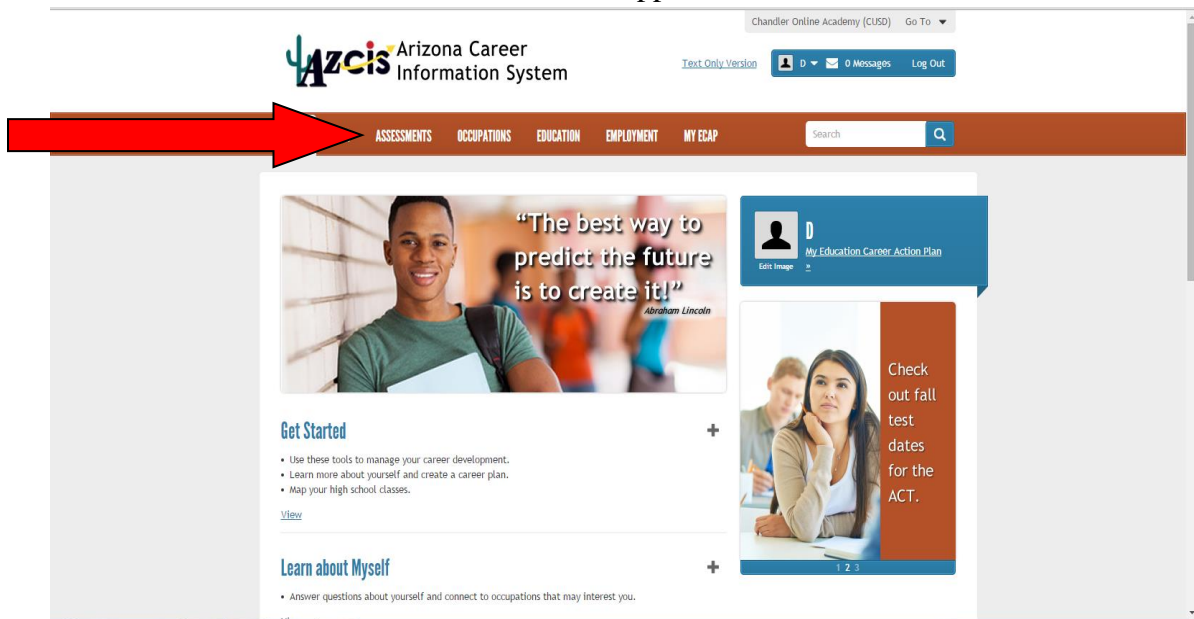 Chandler Online Academy (CUSD) Go To
Azcis Arizona Career
Information System
Text Only Version
D 0 Messages Log Out
ASSESSMENTS OCCUPATIONS EDUCATION EMPLOYMENT MY ECAP
Search
“The best way to
predict the future
is to create it!”
Abraham Lincoln
D
My Education Career Action Plan
»
Edit Image
Check
out fall
test
dates
for the
ACT.
1 2 3
Get Started
• Use these tools to manage your career development.
• Learn more about yourself and create a career plan.
• Map your high school classes.
View
Learn about Myself
• Answer questions about yourself and connect to occupations that may interest you.